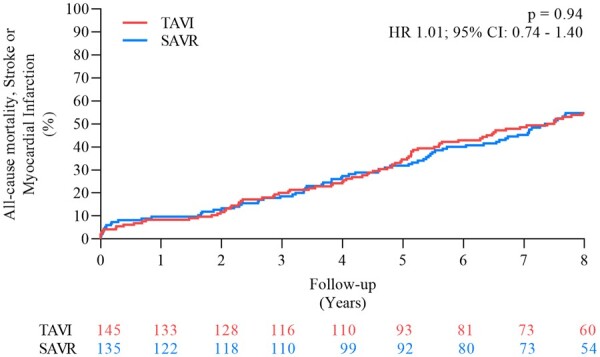 p = 0.94
HR 1.01; 95% CI: 0.74 - 1.40
TAVI
SAVR
All-cause mortality, Stroke or
Myocardial Infarction
(%)
100
90
80
70
60
50
40
30
20
10
0
0 1 2 3 4 5 6 7 8
Follow-up
(Years)
TAVI 145 133 128 116 110 93 81 73 60
SAVR 135 122 118 110 99 92 80 73 54